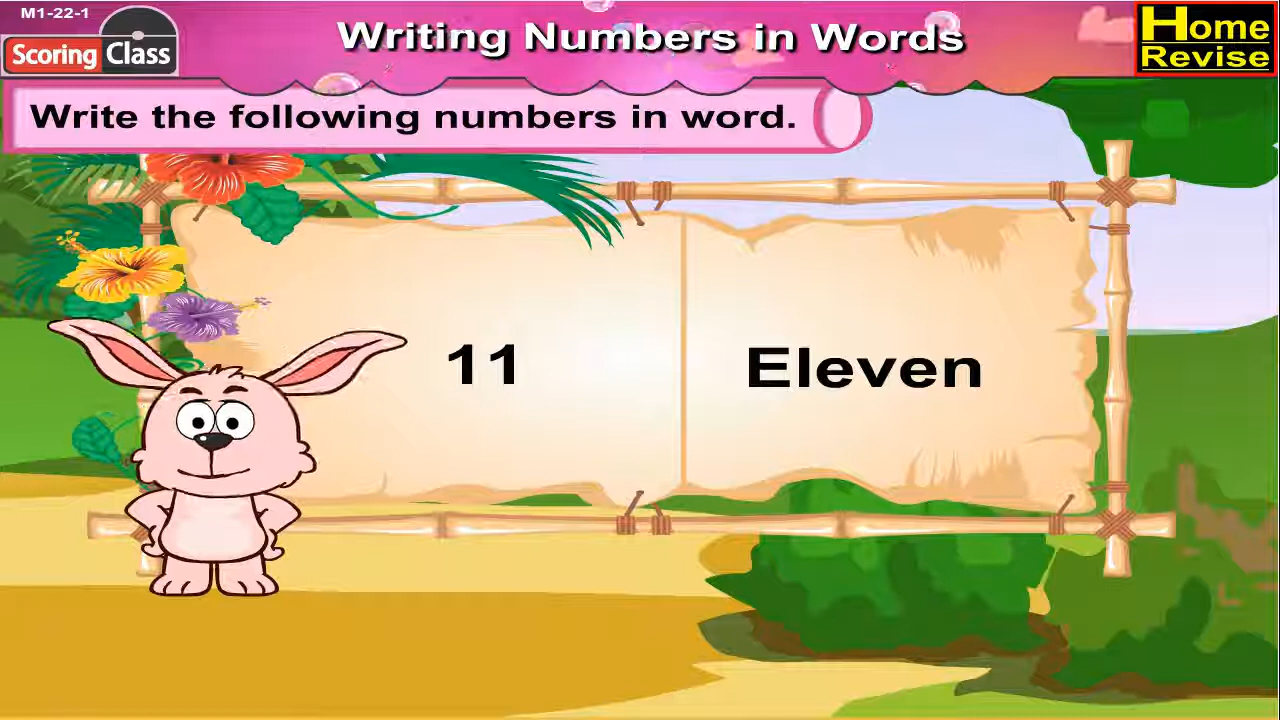 M1-22-1
Scoring Class
Writing Numbers in Words
Home
Revise
Write the following numbers in word.
11
Eleven